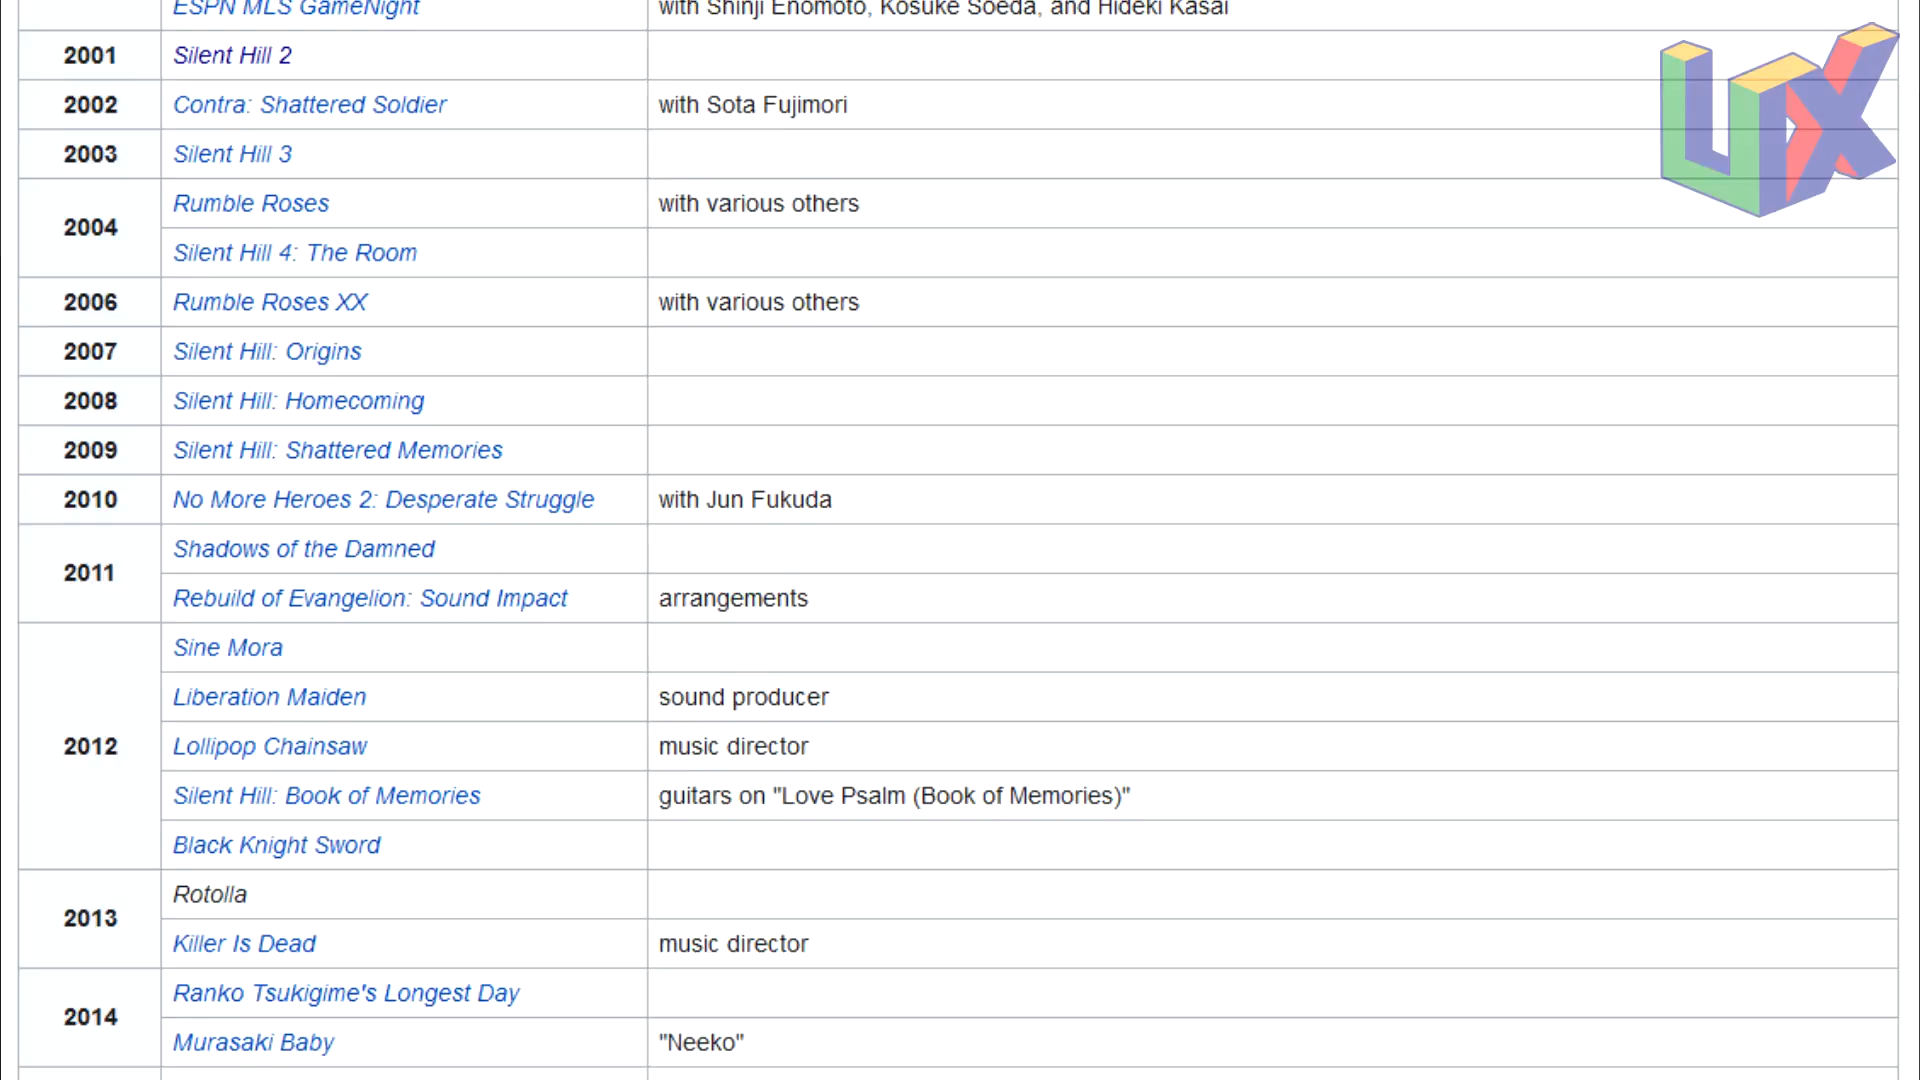 ESPN MLS GameNight with Shinji Enomoto, Kosuke Soeda, and Hideki Kasai
2001 Silent Hill 2
2002 Contra: Shattered Soldier with Sota Fujimori
2003 Silent Hill 3
2004 Rumble Roses with various others
Silent Hill 4: The Room
2006 Rumble Roses XX with various others
2007 Silent Hill: Origins
2008 Silent Hill: Homecoming
2009 Silent Hill: Shattered Memories
2010 No More Heroes 2: Desperate Struggle with Jun Fukuda
2011 Shadows of the Damned
Rebuild of Evangelion: Sound Impact arrangements
2012 Sine Mora
Liberation Maiden sound producer
Lollipop Chainsaw music director
Silent Hill: Book of Memories guitars on "Love Psalm (Book of Memories)"
Black Knight Sword
2013 Rotolla
Killer Is Dead music director
2014 Ranko Tsukigime's Longest Day
Murasaki Baby "Neeko"